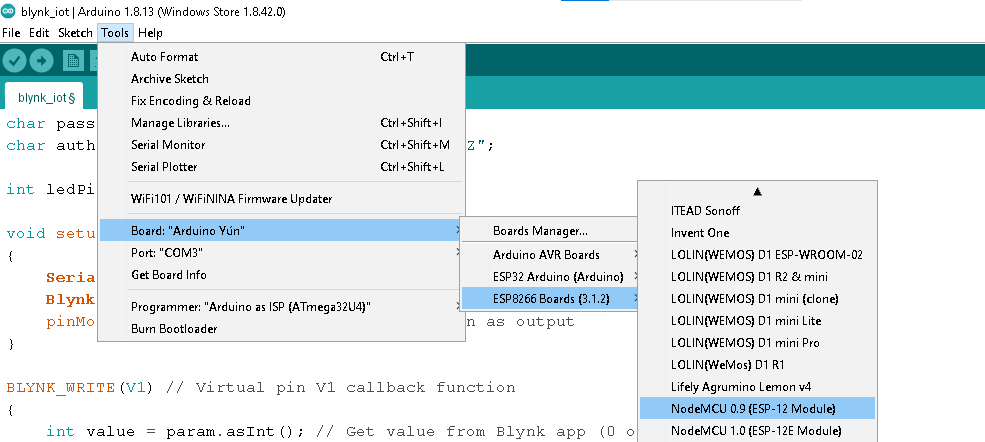 blynk_iot | Arduino 1.8.13 (Windows Store 1.8.42.0)
File Edit Sketch Tools Help
Auto Format Ctrl+T
Archive Sketch
Fix Encoding & Reload
Manage Libraries... Ctrl+Shift+I
Serial Monitor Ctrl+Shift+M
Serial Plotter Ctrl+Shift+L
WiFi101 / WiFiNINA Firmware Updater
Board: "Arduino Yún"
Port: "COM3"
Get Board Info
Programmer: "Arduino as ISP (ATmega32U4)"
Burn Bootloader
Boards Manager...
Arduino AVR Boards
ESP32 Arduino (Arduino)
ESP8266 Boards (3.1.2)
ITEAD Sonoff
Invent One
LOLIN(WEMOS) D1 ESP-WROOM-02
LOLIN(WEMOS) D1 R2 & mini
LOLIN(WEMOS) D1 mini (clone)
LOLIN(WEMOS) D1 mini Lite
LOLIN(WEMOS) D1 mini Pro
LOLIN(WeMos) D1 R1
Lifely Agrumino Lemon v4
NodeMCU 0.9 (ESP-12 Module)
NodeMCU 1.0 (ESP-12E Module)
blynk_iot §
char pass
char auth Z";
int ledPi
void setu
{
Seria
Blynk
pinMo n as output
}
BLYNK_WRITE(V1) // Virtual pin V1 callback function
{
int value = param.asInt(); // Get value from Blynk app (0 o